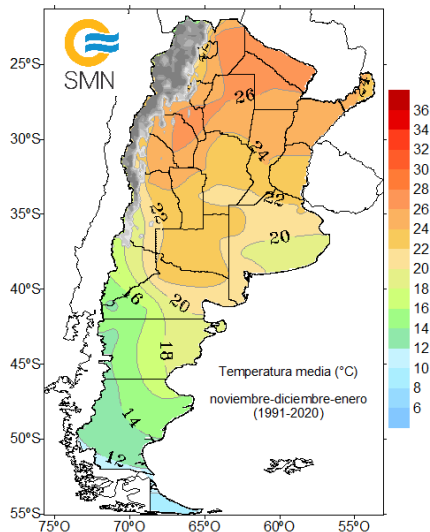 SMN
25°S
30°S
35°S
40°S
45°S
50°S
55°S
75°O
70°O
65°O
60°O
55°O
26
24
22
22
20
20
18
16
14
12
36
34
32
30
28
26
24
22
20
18
16
14
12
10
8
6
Temperatura media (°C)
noviembre-diciembre-enero
(1991-2020)